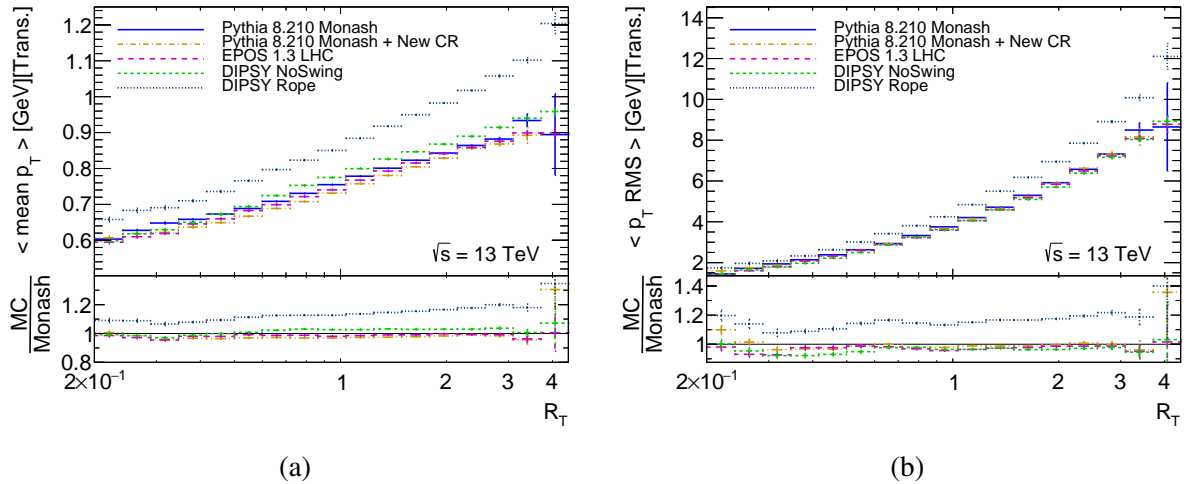 < mean p_T > [GeV][Trans.]
1.2
1.1
1
0.9
0.8
0.7
0.6
Pythia 8.210 Monash
Pythia 8.210 Monash + New CR
EPOS 1.3 LHC
DIPSY NoSwing
DIPSY Rope
√s = 13 TeV
MC
Monash
1.2
1
0.8
2×10⁻¹
1
2
3
4
R_T
(a)
< p_T RMS > [GeV][Trans.]
14
12
10
8
6
4
2
Pythia 8.210 Monash
Pythia 8.210 Monash + New CR
EPOS 1.3 LHC
DIPSY NoSwing
DIPSY Rope
√s = 13 TeV
MC
Monash
1.4
1.2
1
2×10⁻¹
1
2
3
4
R_T
(b)